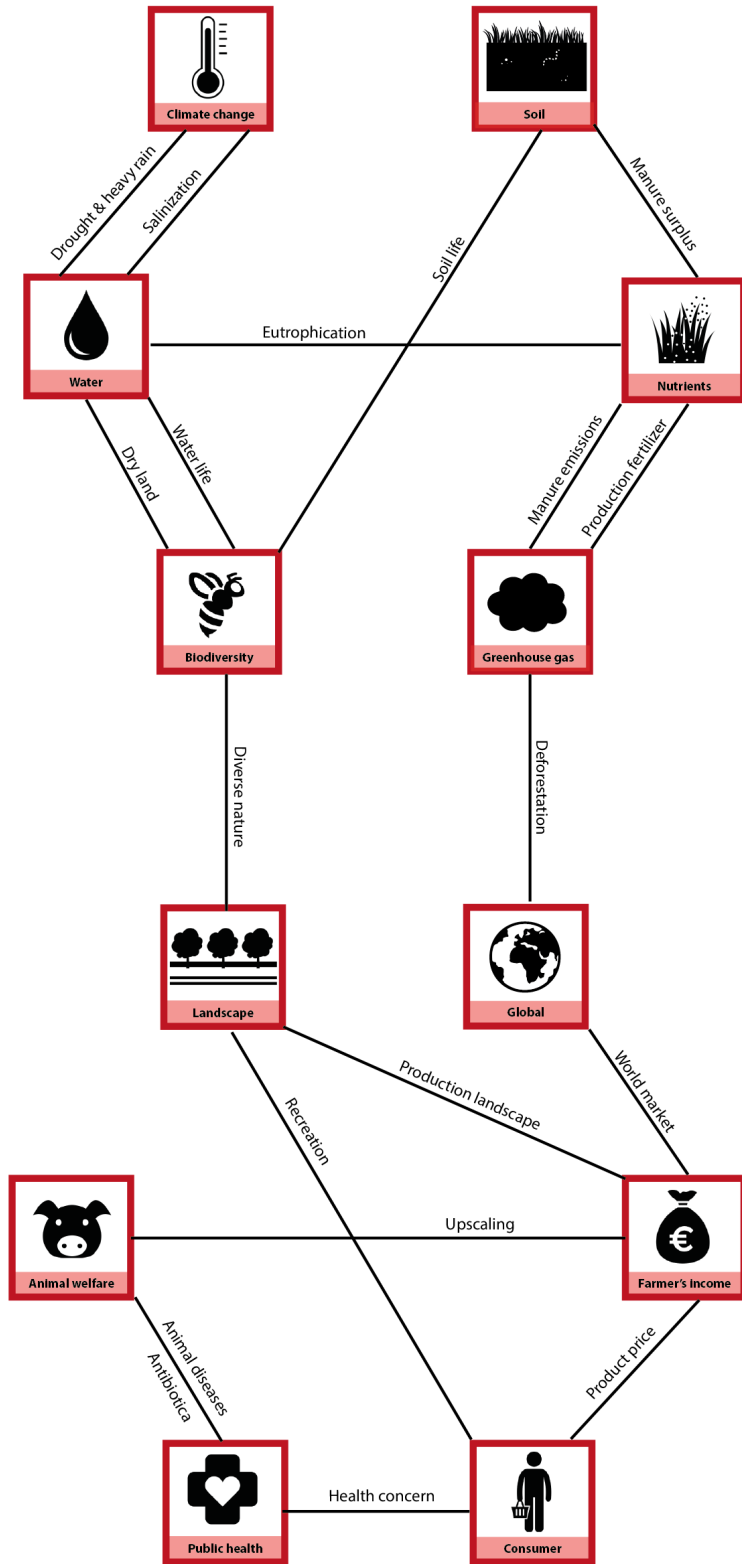 Climate change
Soil
Drought & heavy rain
Salinization
Soil life
Manure surplus
Water
Eutrophication
Nutrients
Dry land
Water life
Manure emissions
Production fertilizer
Biodiversity
Greenhouse gas
Diverse nature
Deforestation
Landscape
Global
Recreation
Production landscape
World market
Animal welfare
Upscaling
€
Farmer's income
Animal diseases
Antibiotica
Product price
Public health
Health concern
Consumer